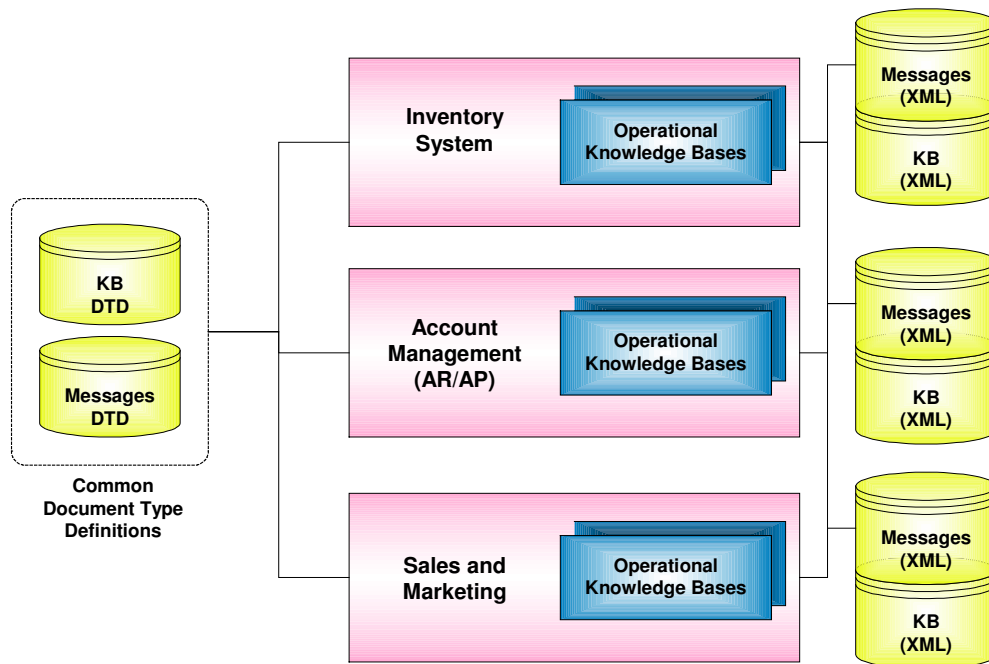 KB
DTD
Messages
DTD
Common
Document Type
Definitions
Inventory
System
Operational
Knowledge Bases
Account
Management
(AR/AP)
Operational
Knowledge Bases
Sales and
Marketing
Operational
Knowledge Bases
Messages
(XML)
KB
(XML)
Messages
(XML)
KB
(XML)
Messages
(XML)
KB
(XML)